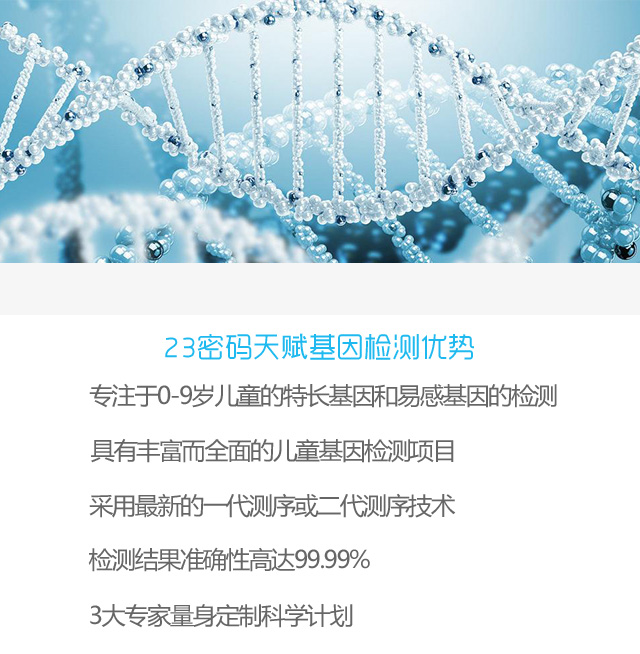 23密码天赋基因检测优势
专注于0-9岁儿童的特长基因和易感基因的检测
具有丰富而全面的儿童基因检测项目
采用最新的一代测序或二代测序技术
检测结果准确性高达99.99%
3大专家量身定制科学计划